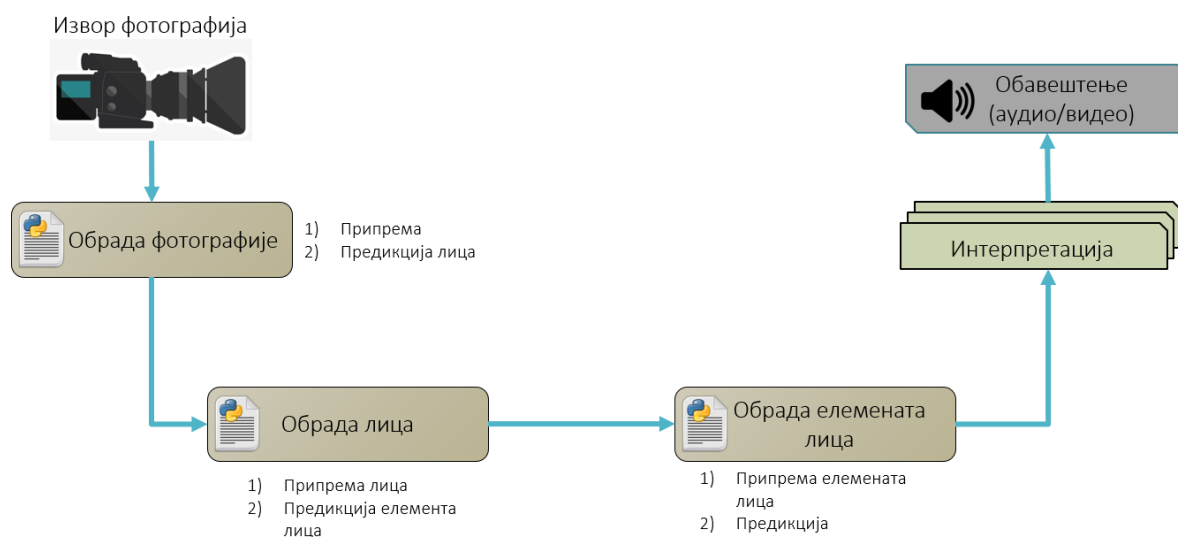 Извор фотографија
Обрада фотографије
1) Припрема
2) Предикција лица
Обрада лица
1) Припрема лица
2) Предикција елемента
лица
Обрада елемената
лица
1) Припрема елемената
лица
2) Предикција
Интерпретација
Обавештење
(аудио/видео)